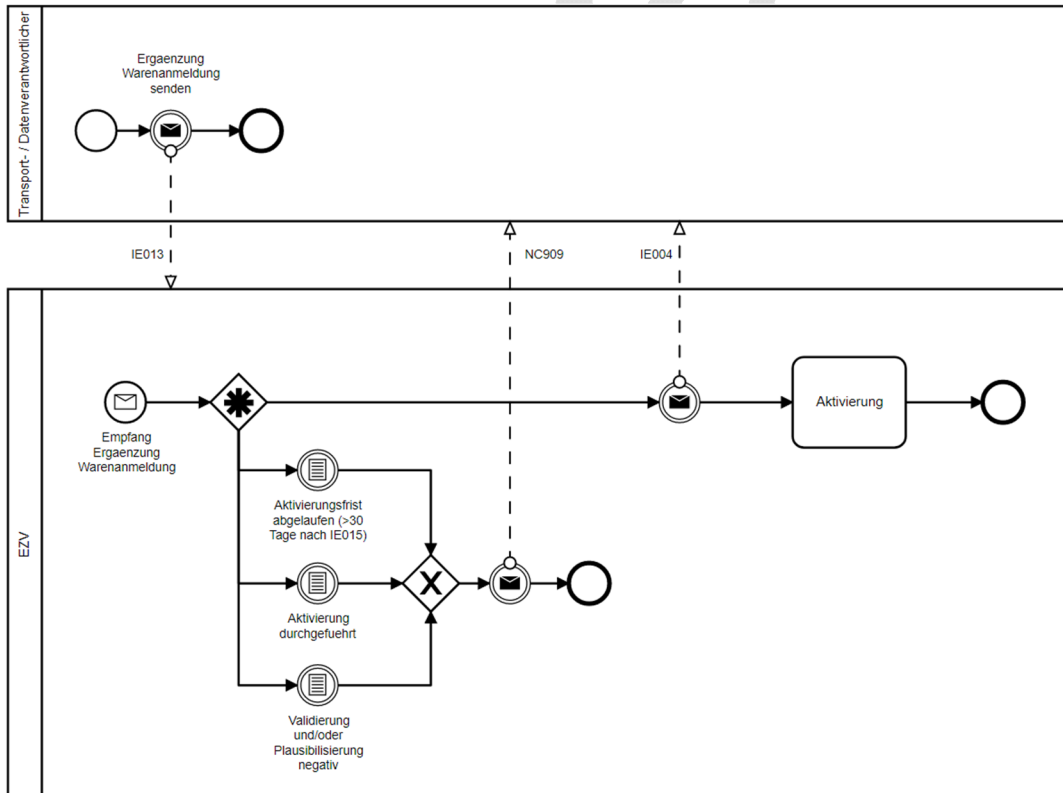 Transport- / Datenverantwortlicher
Ergaenzung
Warenanmeldung
senden
IE013
NC909
IE004
EZV
Empfang
Ergaenzung
Warenanmeldung
Aktivierung
Aktivierungsfrist
abgelaufen (>30
Tage nach IE015)
Aktivierung
durchgefuehrt
Validierung
und/oder
Plausibilisierung
negativ